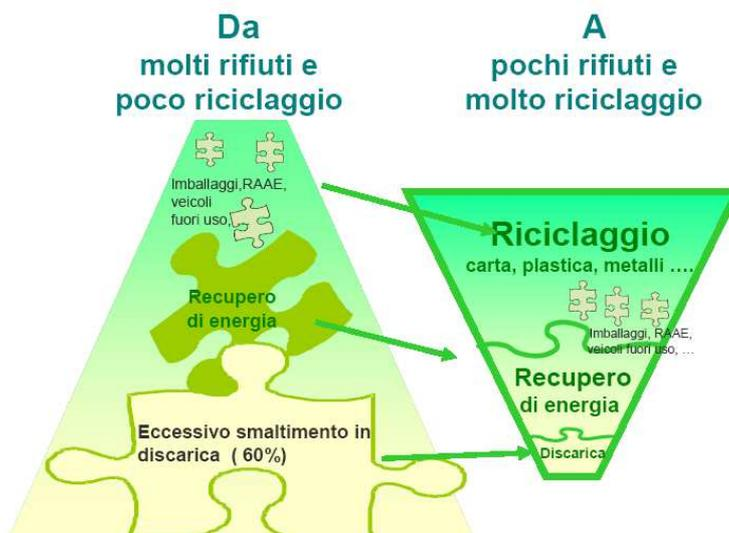 Da
molti rifiuti e
poco riciclaggio
Imballaggi,RAAE,
veicoli
fuori uso,
Recupero
di energia
Eccessivo smaltimento in
discarica ( 60%)
A
pochi rifiuti e
molto riciclaggio
Riciclaggio
carta, plastica, metalli ....
Imballaggi, RAAE,
veicoli fuori uso, ...
Recupero
di energia
Discarica